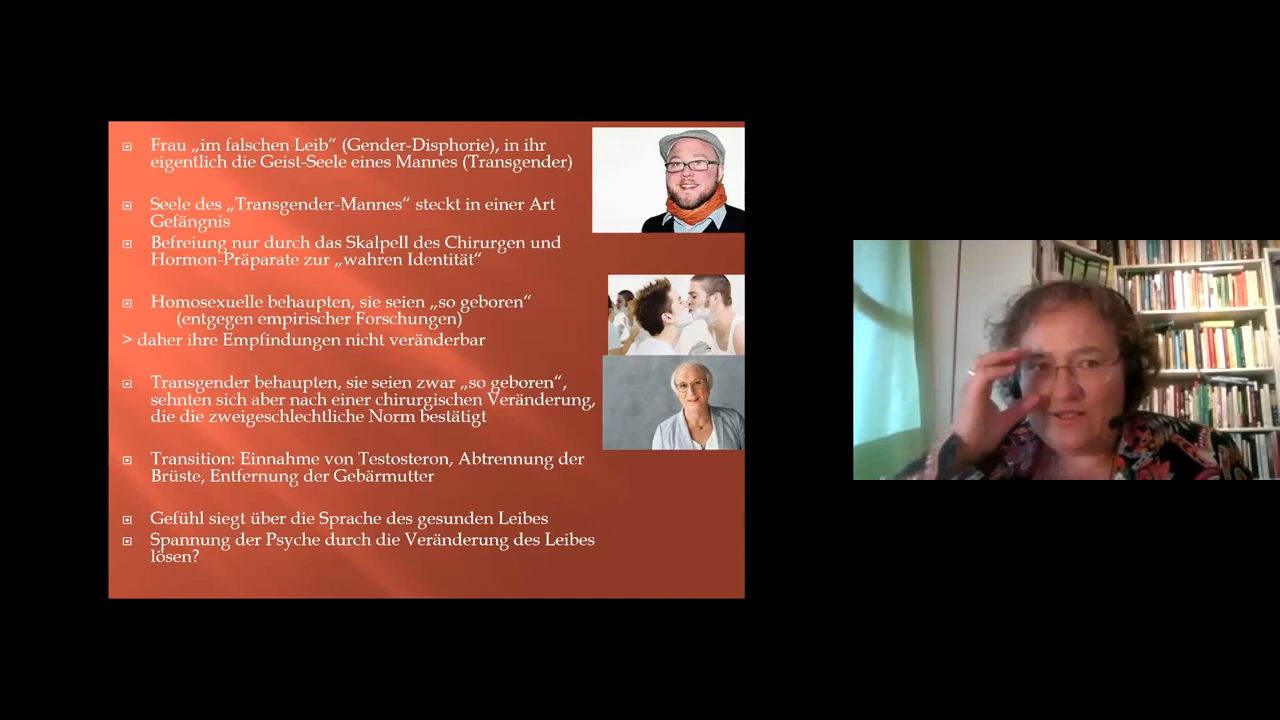 Frau „im falschen Leib“ (Gender-Disphorie), in ihr
eigentlich die Geist-Seele eines Mannes (Transgender)
Seele des „Transgender-Mannes“ steckt in einer Art
Gefängnis
Befreiung nur durch das Skalpell des Chirurgen und
Hormon-Präparate zur „wahren Identität“
Homosexuelle behaupten, sie seien „so geboren“
(entgegen empirischer Forschungen)
> daher ihre Empfindungen nicht veränderbar
Transgender behaupten, sie seien zwar „so geboren“,
sehnten sich aber nach einer chirurgischen Veränderung,
die die zweigeschlechtliche Norm bestätigt
Transition: Einnahme von Testosteron, Abtrennung der
Brüste, Entfernung der Gebärmutter
Gefühl siegt über die Sprache des gesunden Leibes
Spannung der Psyche durch die Veränderung des Leibes
lösen?